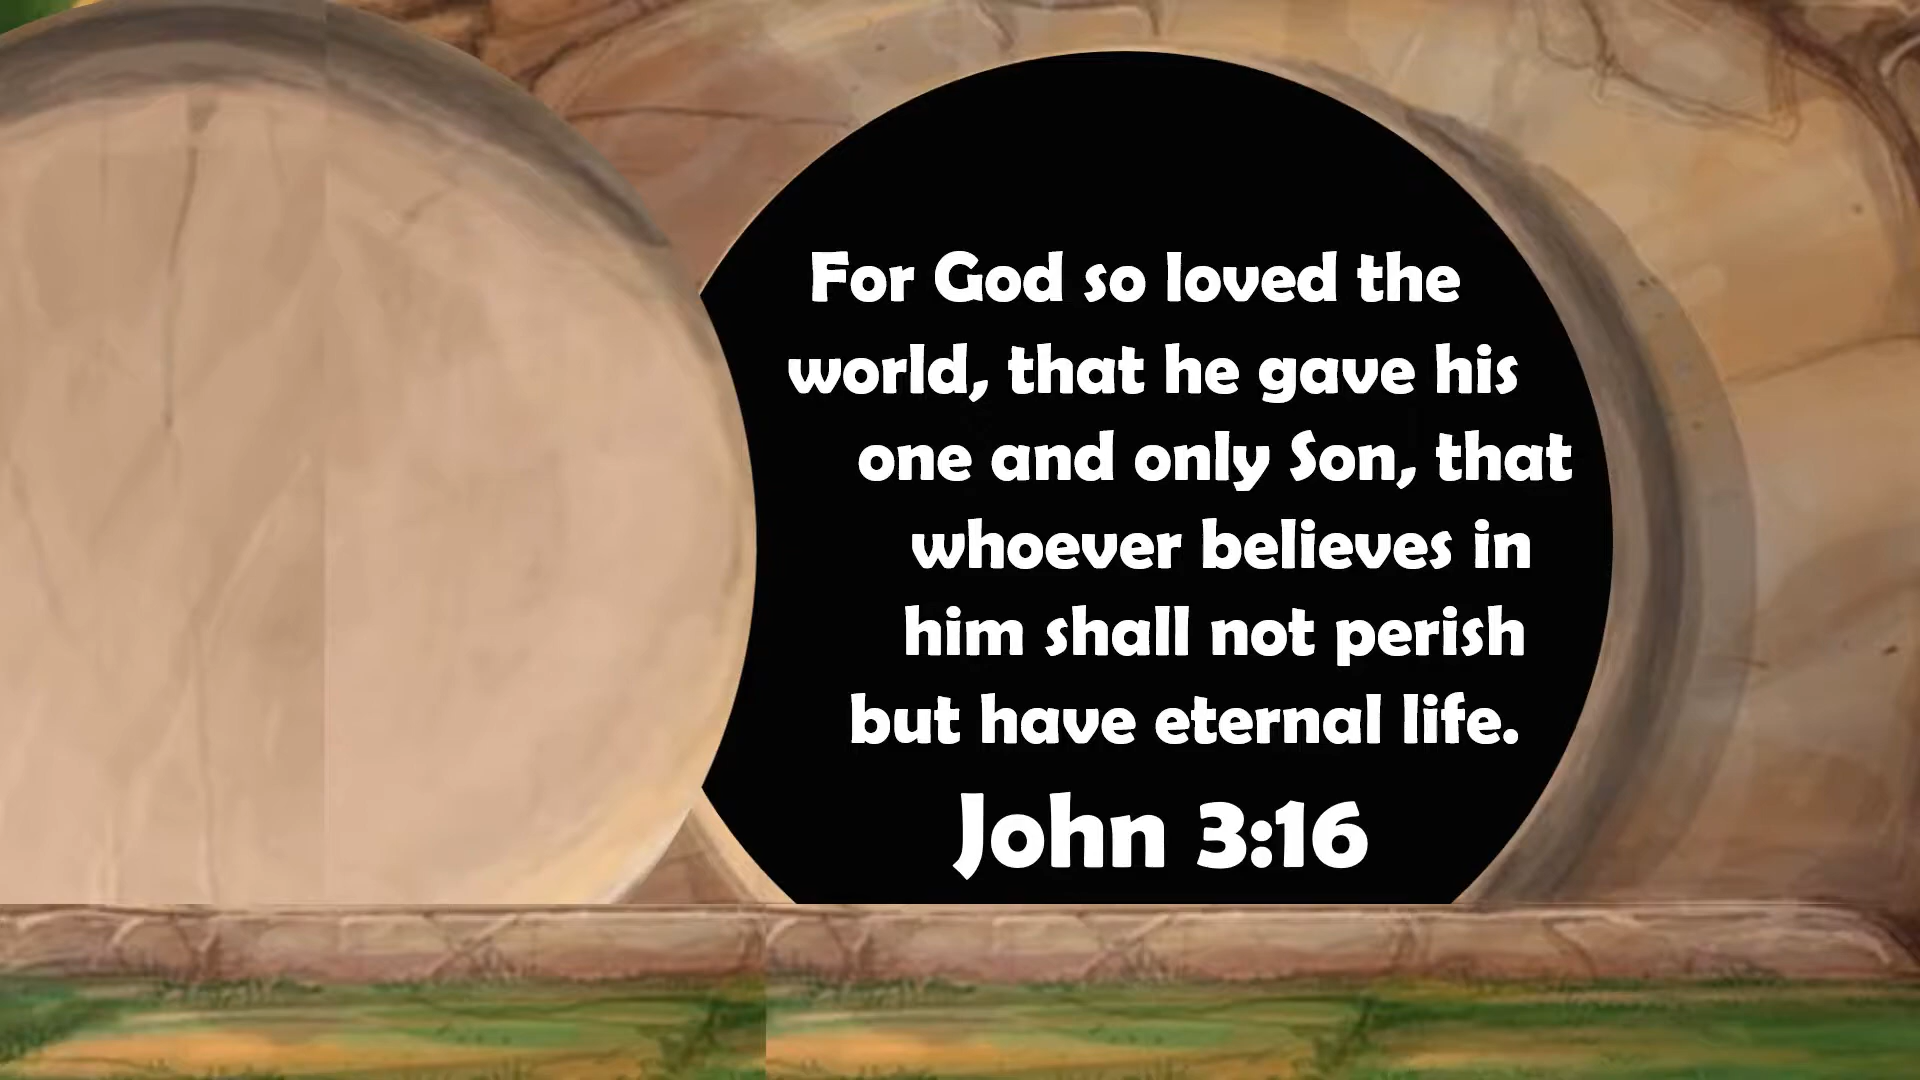 For God so loved the
world, that he gave his
one and only Son, that
whoever believes in
him shall not perish
but have eternal life.
John 3:16